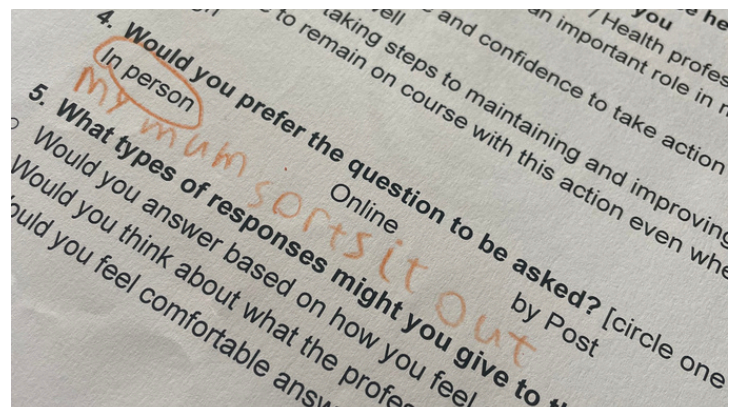 you
/ Health profes
an important role in
and confidence to take action
taking steps to maintaining and improving
to remain on course with this action even whe
4. Would you prefer the question to be asked? [circle one
In person Online by Post
my mum sorts it out
5. What types of responses might you give to
Would you answer based on how you feel
Would you think about what the profes
ould you feel comfortable answ